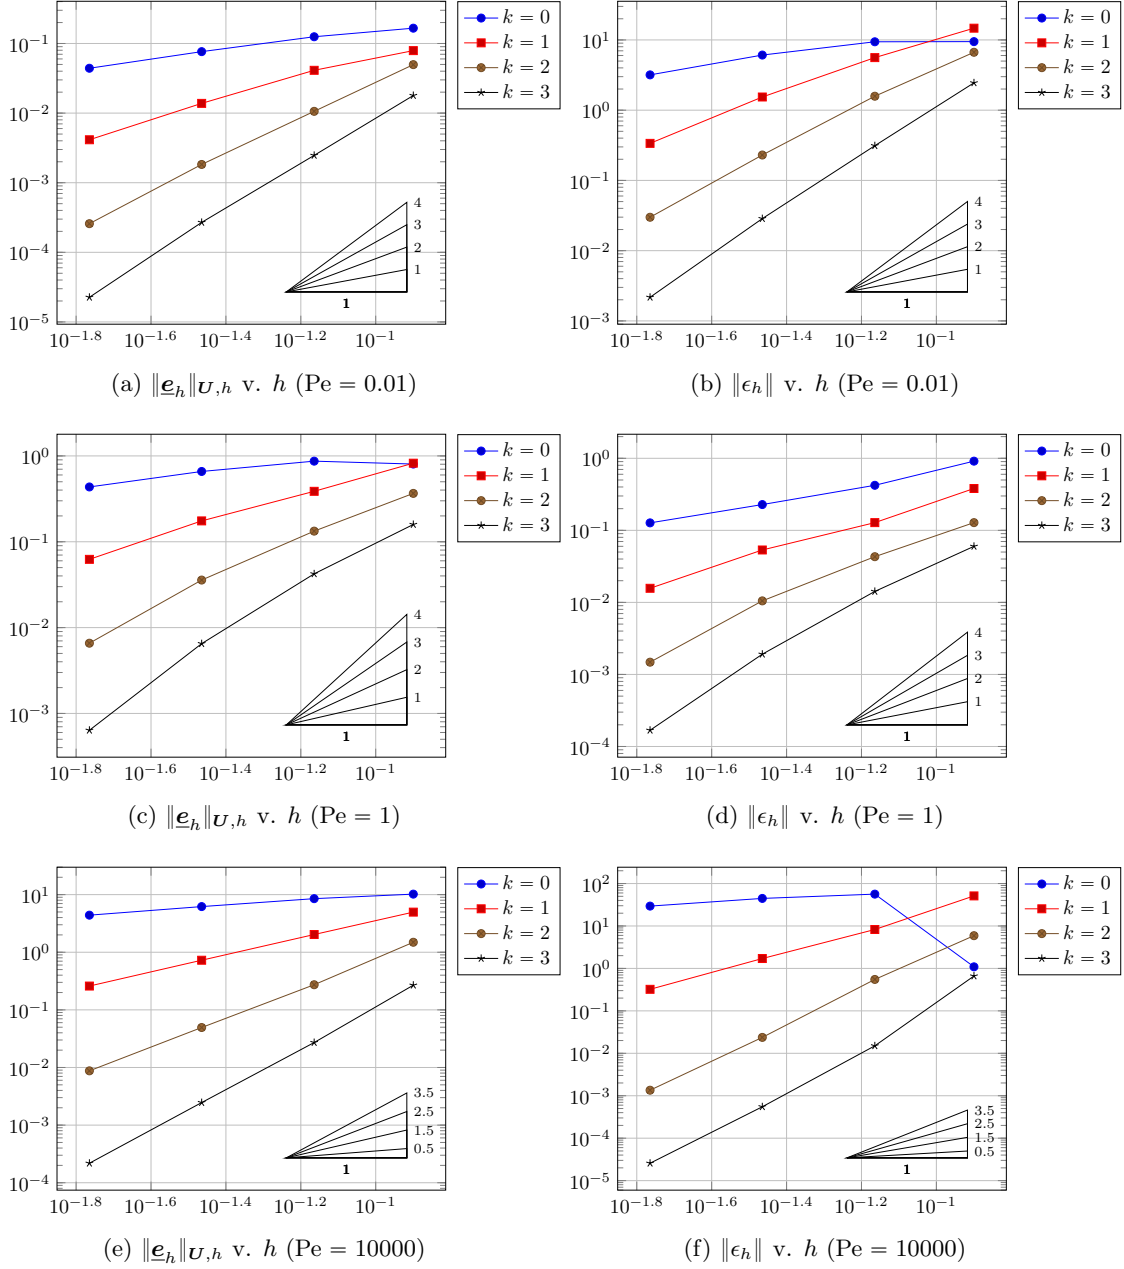 10^{-1} 10^{-2} 10^{-3} 10^{-4} 10^{-5}
10^{-1.8} 10^{-1.6} 10^{-1.4} 10^{-1.2} 10^{-1}
4
3
2
1
1
k = 0
k = 1
k = 2
k = 3
(a) ‖e_h‖_{U,h} v. h (Pe = 0.01)
10^{1} 10^{0} 10^{-1} 10^{-2} 10^{-3}
10^{-1.8} 10^{-1.6} 10^{-1.4} 10^{-1.2} 10^{-1}
4
3
2
1
1
k = 0
k = 1
k = 2
k = 3
(b) ‖ϵ_h‖ v. h (Pe = 0.01)
10^{0} 10^{-1} 10^{-2} 10^{-3}
10^{-1.8} 10^{-1.6} 10^{-1.4} 10^{-1.2} 10^{-1}
4
3
2
1
1
k = 0
k = 1
k = 2
k = 3
(c) ‖e_h‖_{U,h} v. h (Pe = 1)
10^{0} 10^{-1} 10^{-2} 10^{-3} 10^{-4}
10^{-1.8} 10^{-1.6} 10^{-1.4} 10^{-1.2} 10^{-1}
4
3
2
1
1
k = 0
k = 1
k = 2
k = 3
(d) ‖ϵ_h‖ v. h (Pe = 1)
10^{1} 10^{0} 10^{-1} 10^{-2} 10^{-3} 10^{-4}
10^{-1.8} 10^{-1.6} 10^{-1.4} 10^{-1.2} 10^{-1}
3.5
2.5
1.5
0.5
1
k = 0
k = 1
k = 2
k = 3
(e) ‖e_h‖_{U,h} v. h (Pe = 10000)
10^{2} 10^{1} 10^{0} 10^{-1} 10^{-2} 10^{-3} 10^{-4} 10^{-5}
10^{-1.8} 10^{-1.6} 10^{-1.4} 10^{-1.2} 10^{-1}
3.5
2.5
1.5
0.5
1
k = 0
k = 1
k = 2
k = 3
(f) ‖ϵ_h‖ v. h (Pe = 10000)